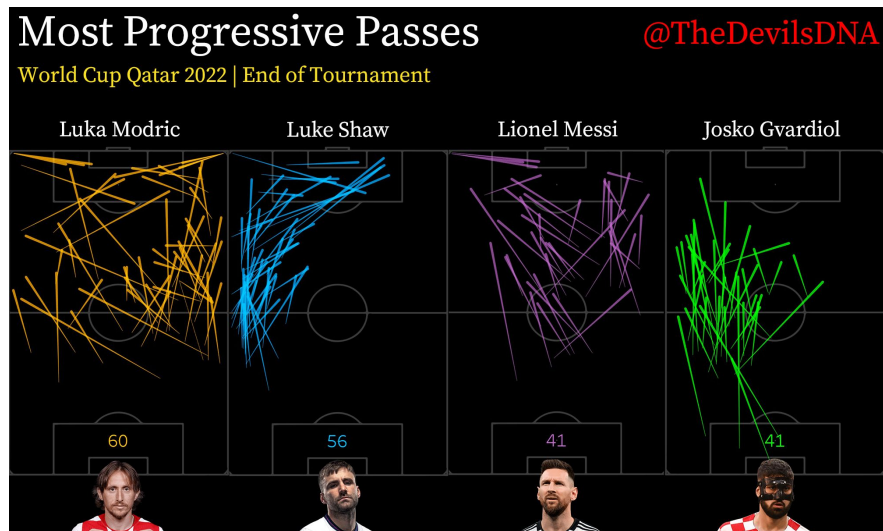 Most Progressive Passes
@TheDevilsDNA
World Cup Qatar 2022 | End of Tournament
Luka Modric
Luke Shaw
Lionel Messi
Josko Gvardiol
60
56
41
41